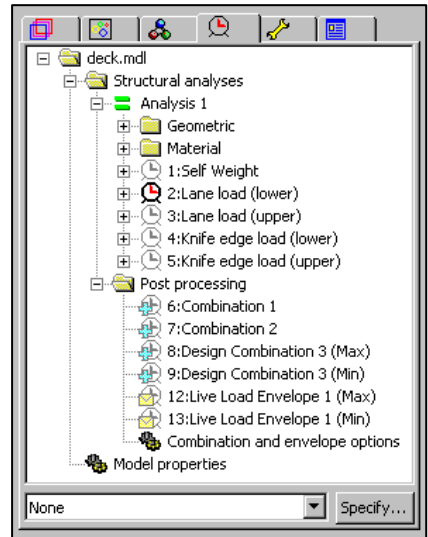 deck.mdl
Structural analyses
Analysis 1
Geometric
Material
1:Self Weight
2:Lane load (lower)
3:Lane load (upper)
4:Knife edge load (lower)
5:Knife edge load (upper)
Post processing
6:Combination 1
7:Combination 2
8:Design Combination 3 (Max)
9:Design Combination 3 (Min)
12:Live Load Envelope 1 (Max)
13:Live Load Envelope 1 (Min)
Combination and envelope options
Model properties
None Specify...